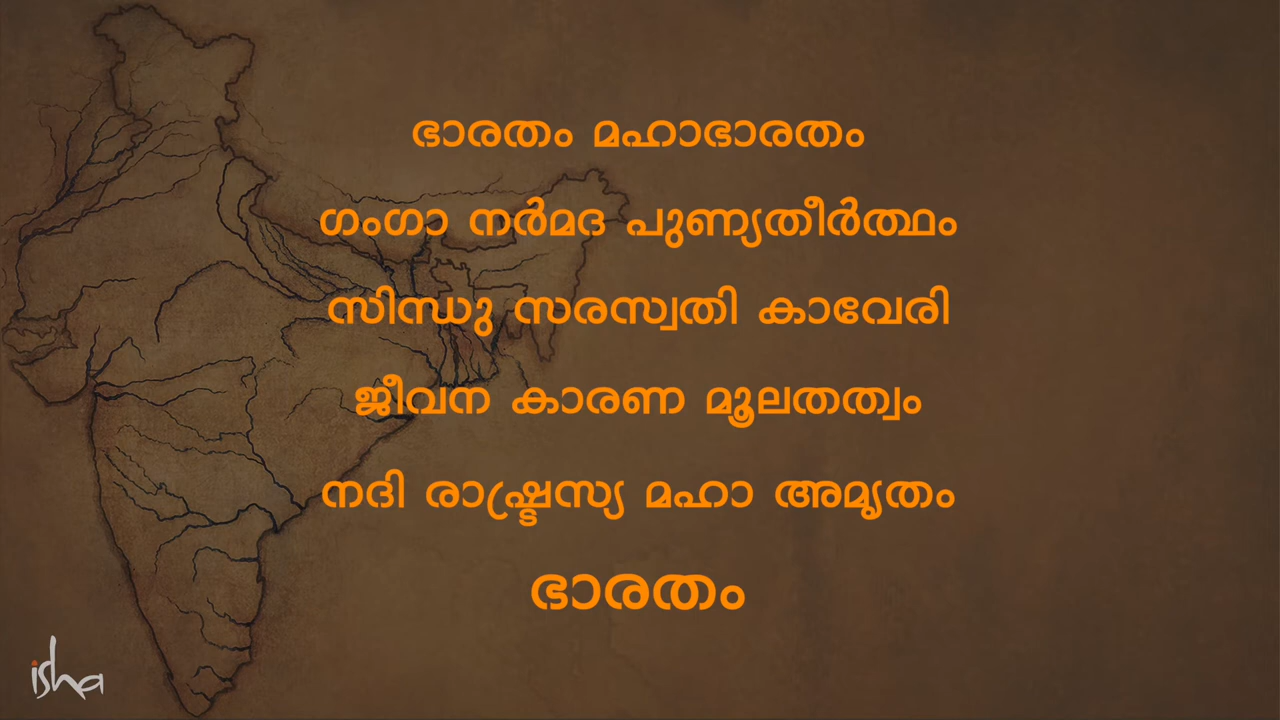 ഭാരതം മഹാഭാരതം
ഗംഗാ നർമദ പുണ്യതീർത്ഥം
സിന്ധു സരസ്വതി കാവേരി
ജീവന കാരണ മൂലതത്വം
നദി രാഷ്ട്രസ്യ മഹാ അമൃതം
ഭാരതം
isha